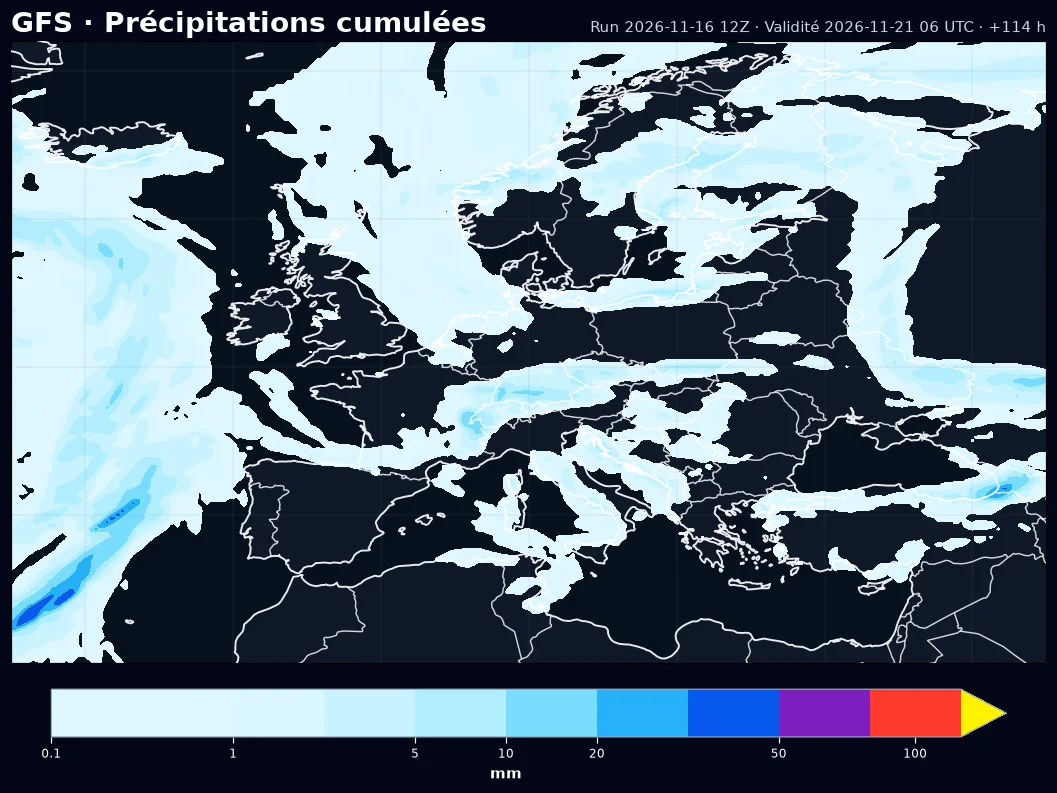 GFS · Précipitations cumulées
Run 2026-11-16 12Z · Validité 2026-11-21 06 UTC · +114 h
0.1 1 5 10 20 50 100
mm